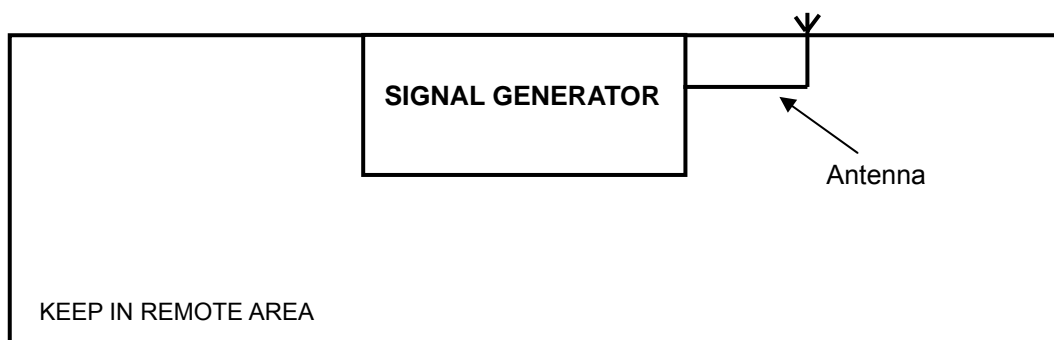 SIGNAL GENERATOR
Antenna
KEEP IN REMOTE AREA